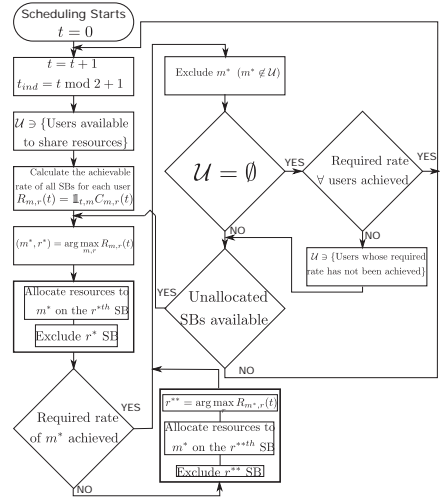 Scheduling Starts
t = 0
t = t + 1
t_{ind} = t mod 2 + 1
𝒰 ∋ {Users available
to share resources}
Calculate the achievable
rate of all SBs for each user
R_{m,r}(t) = 𝕀_{t,m}C_{m,r}(t)
(m*, r*) = arg max_{m,r} R_{m,r}(t)
Allocate resources to
m* on the r*^{th} SB
Exclude r* SB
Required rate
of m* achieved
YES
NO
r** = arg max R_{m*,r}(t)
Allocate resources to
m* on the r**^{th} SB
Exclude r** SB
Exclude m* (m* ∉ 𝒰)
𝒰 = ∅
YES
NO
Required rate
∀ users achieved
YES
NO
𝒰 ∋ {Users whose required
rate has not been achieved}
Unallocated
SBs available
YES
NO